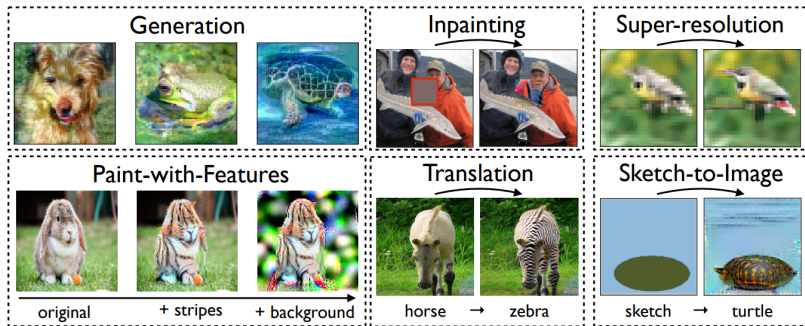 Generation
Inpainting
Super-resolution
Paint-with-Features
original
+ stripes
+ background
Translation
horse → zebra
Sketch-to-Image
sketch → turtle